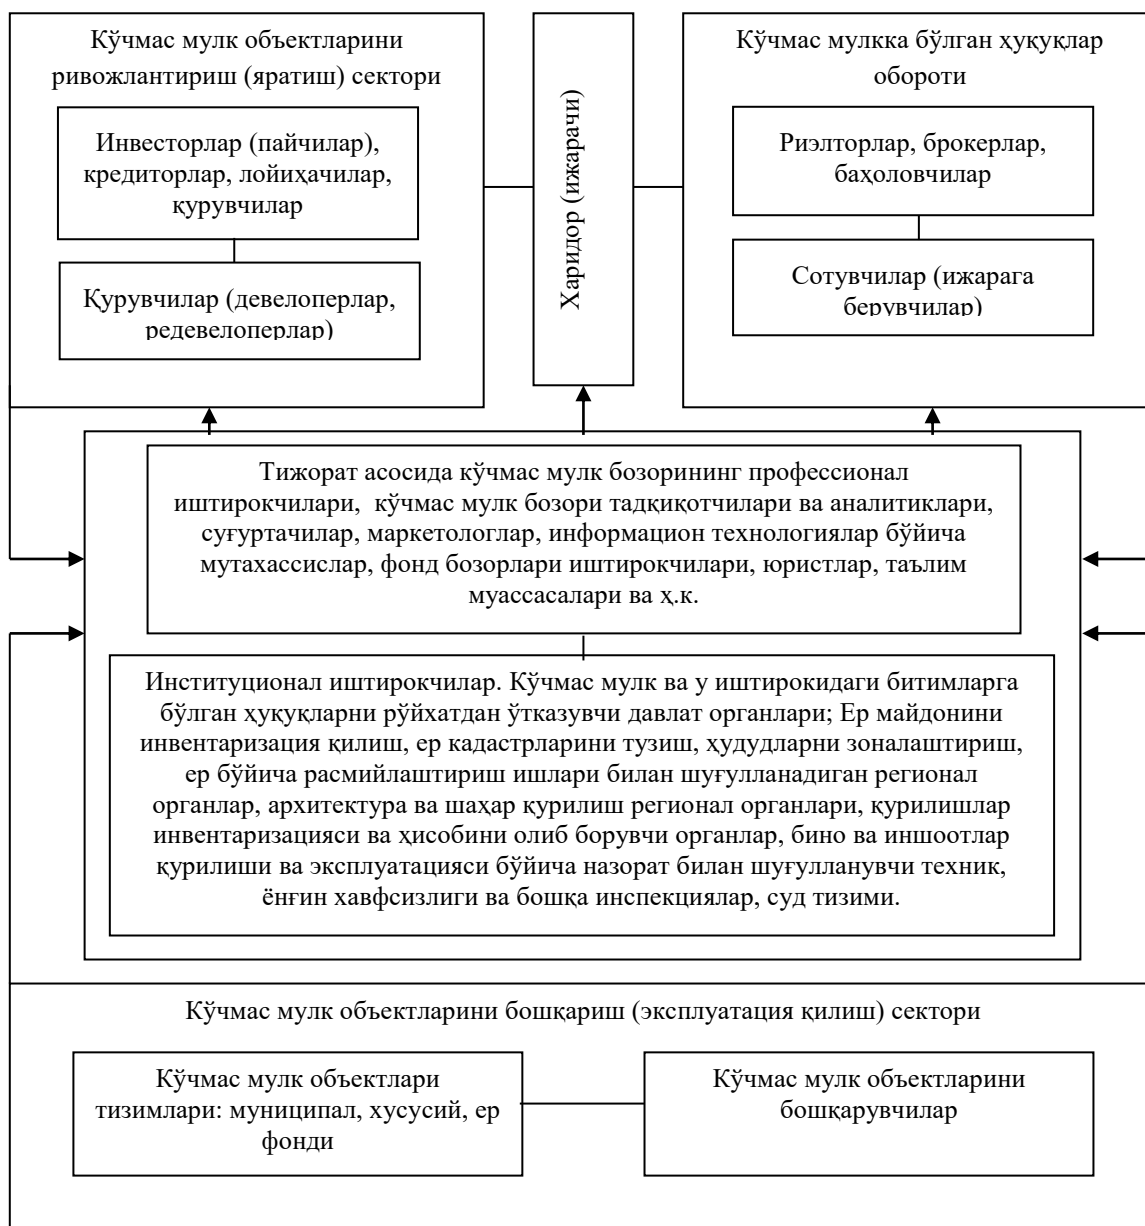 Кўчмас мулк объектларини
ривожлантириш (яратиш) сектори
Инвесторлар (пайчилар),
кредиторлар, лойиҳачилар,
қурувчилар
Қурувчилар (девелоперлар,
редевелоперлар)
Харидор (ижарачи)
Кўчмас мулкка бўлган ҳуқуқлар
обороти
Риэлторлар, брокерлар,
баҳоловчилар
Сотувчилар (ижарага
берувчилар)
Тижорат асосида кўчмас мулк бозорининг профессионал
иштирокчилари, кўчмас мулк бозори тадқиқотчилари ва аналитиклари,
суғуртачилар, маркетологлар, информацион технологиялар бўйича
мутахассислар, фонд бозорлари иштирокчилари, юристлар, таълим
муассасалари ва ҳ.к.
Институционал иштирокчилар. Кўчмас мулк ва у иштирокидаги битимларга
бўлган ҳуқуқларни рўйхатдан ўтказувчи давлат органлари; Ер майдонини
инвентаризация қилиш, ер кадастрларини тузиш, ҳудудларни зоналаштириш,
ер бўйича расмийлаштириш ишлари билан шуғулланадиган регионал
органлар, архитектура ва шаҳар қурилиш регионал органлари, қурилишлар
инвентаризацияси ва ҳисобини олиб борувчи органлар, бино ва иншоотлар
қурилиши ва эксплуатацияси бўйича назорат билан шуғулланувчи техник,
ёнғин хавфсизлиги ва бошқа инспекциялар, суд тизими.
Кўчмас мулк объектларини бошқариш (эксплуатация қилиш) сектори
Кўчмас мулк объектлари
тизимлари: муниципал, хусусий, ер
фонди
Кўчмас мулк объектларини
бошқарувчилар